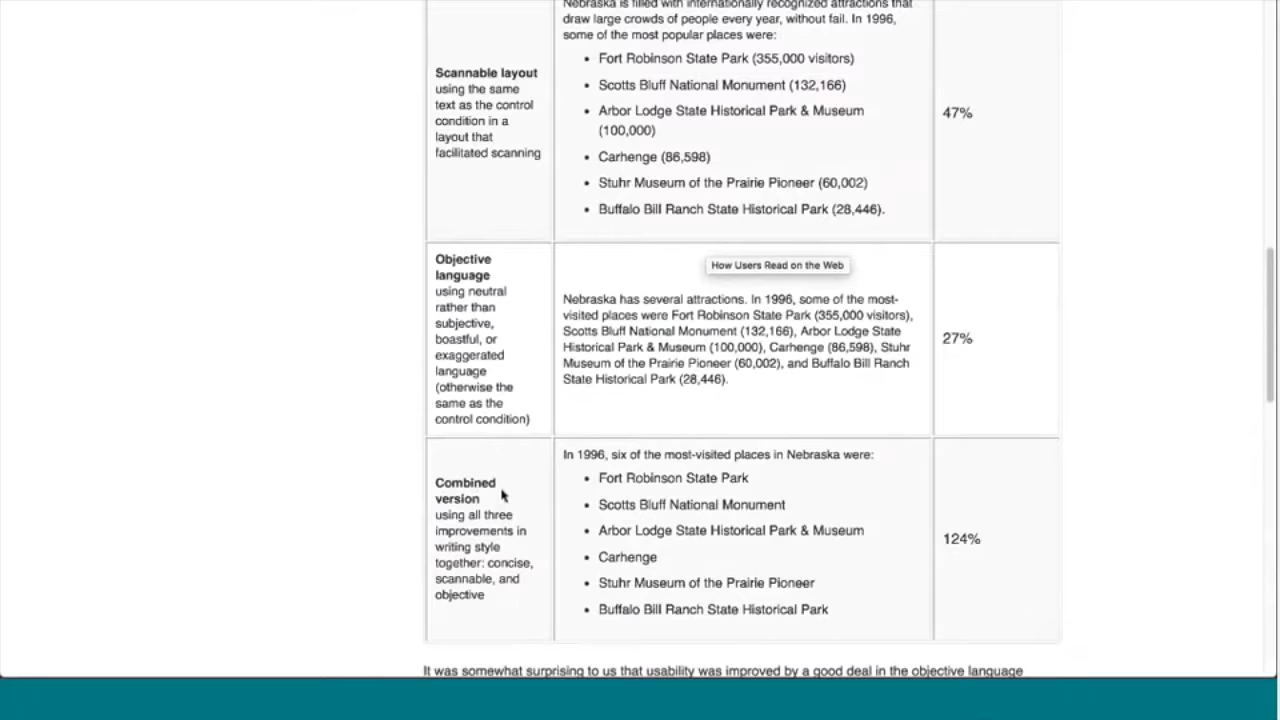 Nebraska is filled with internationally recognized attractions that
draw large crowds of people every year, without fail. In 1996,
some of the most popular places were:
Scannable layout
using the same
text as the control
condition in a
layout that
facilitated scanning
• Fort Robinson State Park (355,000 visitors)
• Scotts Bluff National Monument (132,166)
• Arbor Lodge State Historical Park & Museum
(100,000)
• Carhenge (86,598)
• Stuhr Museum of the Prairie Pioneer (60,002)
• Buffalo Bill Ranch State Historical Park (28,446).
47%
Objective
language
using neutral
rather than
subjective,
boastful, or
exaggerated
language
(otherwise the
same as the
control condition)
How Users Read on the Web
Nebraska has several attractions. In 1996, some of the most-
visited places were Fort Robinson State Park (355,000 visitors),
Scotts Bluff National Monument (132,166), Arbor Lodge State
Historical Park & Museum (100,000), Carhenge (86,598), Stuhr
Museum of the Prairie Pioneer (60,002), and Buffalo Bill Ranch
State Historical Park (28,446).
27%
Combined
version
using all three
improvements in
writing style
together: concise,
scannable, and
objective
In 1996, six of the most-visited places in Nebraska were:
• Fort Robinson State Park
• Scotts Bluff National Monument
• Arbor Lodge State Historical Park & Museum
• Carhenge
• Stuhr Museum of the Prairie Pioneer
• Buffalo Bill Ranch State Historical Park
124%
It was somewhat surprising to us that usability was improved by a good deal in the objective language